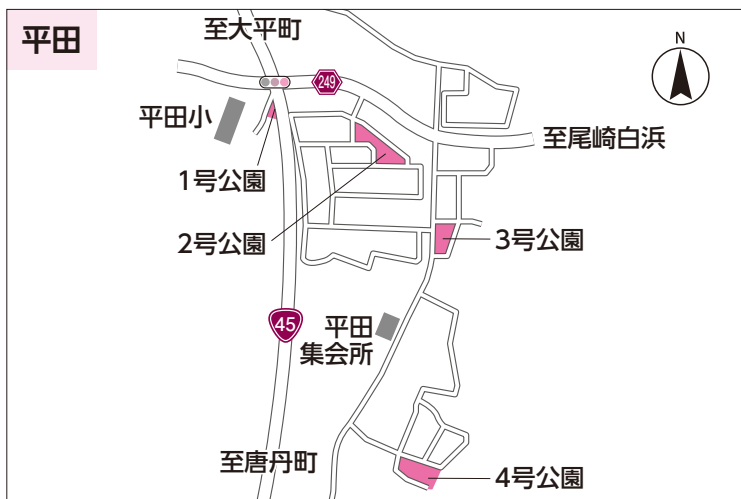 平田
至大平町
N
249
平田小
至尾崎白浜
1号公園
2号公園
3号公園
45
平田
集会所
至唐丹町
4号公園